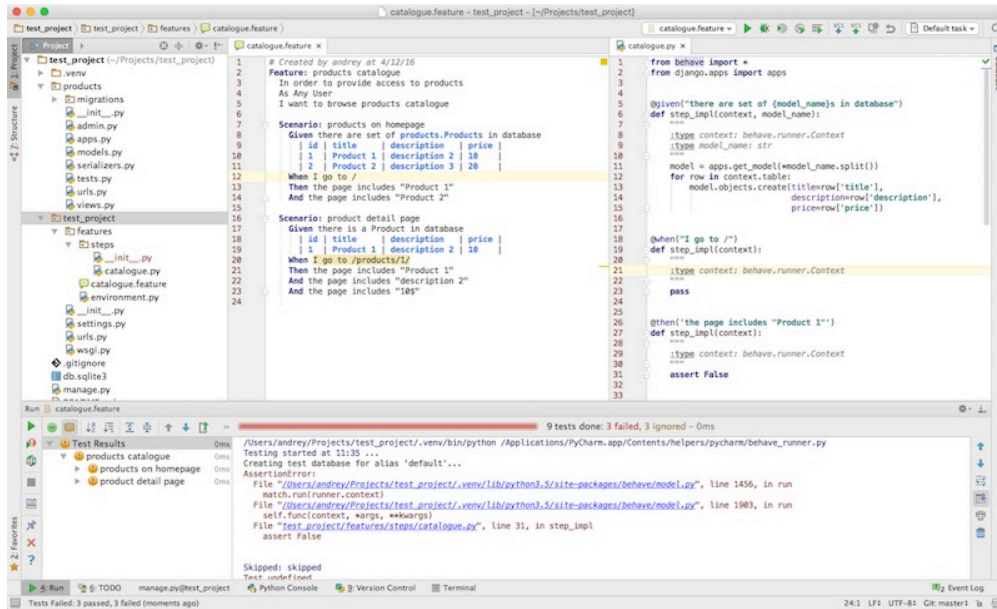 catalogue.feature - test_project - [~/Projects/test_project]
test_project test_project features catalogue.feature
catalogue.feature Default task
1: Project
Z: Structure
2: Favorites
Project
test_project (~/Projects/test_project)
.venv
products
migrations
__init__.py
admin.py
apps.py
models.py
serializers.py
tests.py
urls.py
views.py
test_project
features
steps
__init__.py
catalogue.py
catalogue.feature
environment.py
__init__.py
settings.py
urls.py
wsgi.py
.gitignore
db.sqlite3
manage.py
catalogue.feature
1 # Created by andrey at 4/12/16
2 Feature: products catalogue
3 In order to provide access to products
4 As Any User
5 I want to browse products catalogue
6
7 Scenario: products on homepage
8 Given there are set of products.Products in database
9 | id | title | description | price |
10 | 1 | Product 1 | description 2 | 10 |
11 | 2 | Product 2 | description 3 | 20 |
12 When I go to /
13 Then the page includes "Product 1"
14 And the page includes "Product 2"
15
16 Scenario: product detail page
17 Given there is a Product in database
18 | id | title | description | price |
19 | 1 | Product 1 | description 2 | 10 |
20 When I go to /products/1/
21 Then the page includes "Product 1"
22 And the page includes "description 2"
23 And the page includes "10$"
24
catalogue.py
1 from behave import *
2 from django.apps import apps
3
4
5 @given("there are set of {model_name}s in database")
6 def step_impl(context, model_name):
7 """
8 :type context: behave.runner.Context
9 :type model_name: str
10 """
11 model = apps.get_model(*model_name.split())
12 for row in context.table:
13 model.objects.create(title=row['title'],
14 description=row['description'],
15 price=row['price'])
16
17
18 @when("I go to /")
19 def step_impl(context):
20 """
21 :type context: behave.runner.Context
22 """
23 pass
24
25
26 @then('the page includes "Product 1"')
27 def step_impl(context):
28 """
29 :type context: behave.runner.Context
30 """
31 assert False
32
33
Run catalogue.feature
9 tests done: 3 failed, 3 ignored – 0ms
Test Results 0ms
products catalogue 0ms
products on homepage 0ms
product detail page 0ms
/Users/andrey/Projects/test_project/.venv/bin/python /Applications/PyCharm.app/Contents/helpers/pycharm/behave_runner.py
Testing started at 11:35 ...
Creating test database for alias 'default'...
AssertionError:
File "/Users/andrey/Projects/test_project/.venv/lib/python3.5/site-packages/behave/model.py", line 1456, in run
match.run(runner.context)
File "/Users/andrey/Projects/test_project/.venv/lib/python3.5/site-packages/behave/model.py", line 1903, in run
self.func(context, *args, **kwargs)
File "test_project/features/steps/catalogue.py", line 31, in step_impl
assert False
Skipped: skipped
Test undefined
4: Run 6: TODO manage.py@test_project Python Console 9: Version Control Terminal 2 Event Log
Tests Failed: 3 passed, 3 failed (moments ago) 24:1 LF÷ UTF-8÷ Git: master÷